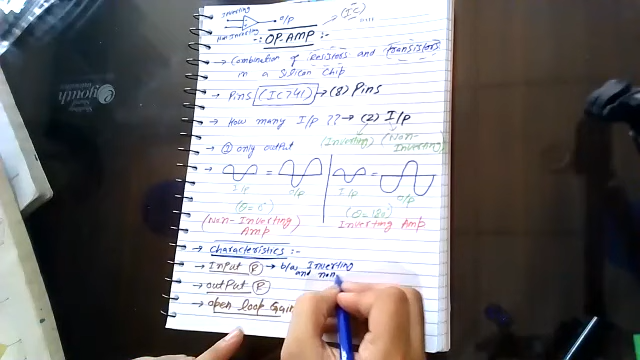 Inverting
Non Inverting
O/P
(IC)
-: OP-AMP :-
→ Combination of Resistors and transistors
in a Silicon Chip
→ Pins (IC 741) → (8) Pins
→ How many I/p ?? → (2) I/p
(Inverting) (Non-
Inverting)
→ ① only output
→ = | =
I/p O/p I/p O/p
(θ = 0°) (θ = 180°)
(Non-Inverting) Inverting Amp
Amp
→ Characteristics :-
→ Input (R) → b/w Inverting
and non
→ output (R)
→ open loop Gain